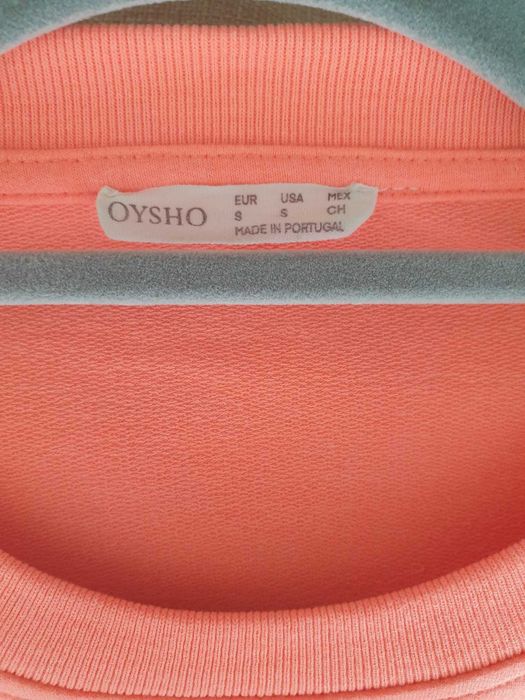 OYSHO
EUR USA MEX
S S CH
MADE IN PORTUGAL